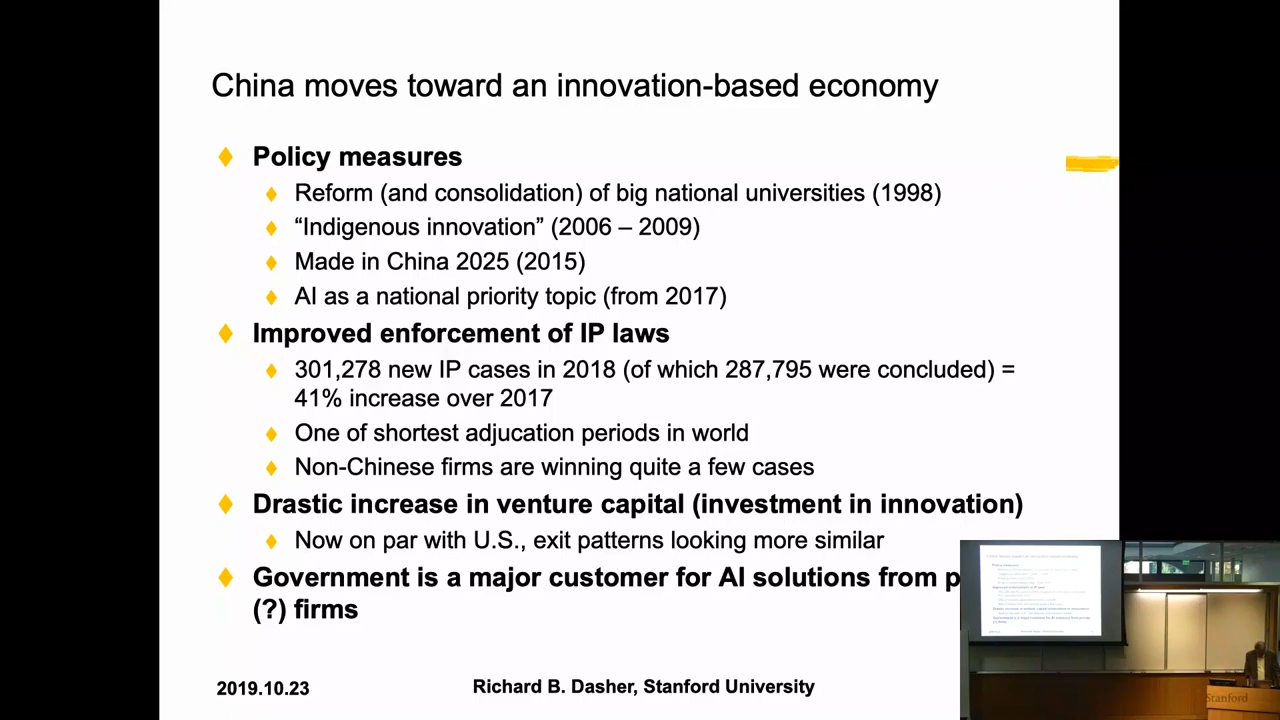 China moves toward an innovation-based economy
Policy measures
Reform (and consolidation) of big national universities (1998)
“Indigenous innovation” (2006 – 2009)
Made in China 2025 (2015)
AI as a national priority topic (from 2017)
Improved enforcement of IP laws
301,278 new IP cases in 2018 (of which 287,795 were concluded) =
41% increase over 2017
One of shortest adjucation periods in world
Non-Chinese firms are winning quite a few cases
Drastic increase in venture capital (investment in innovation)
Now on par with U.S., exit patterns looking more similar
Government is a major customer for AI solutions from
(?) firms
2019.10.23
Richard B. Dasher, Stanford University
Stanford